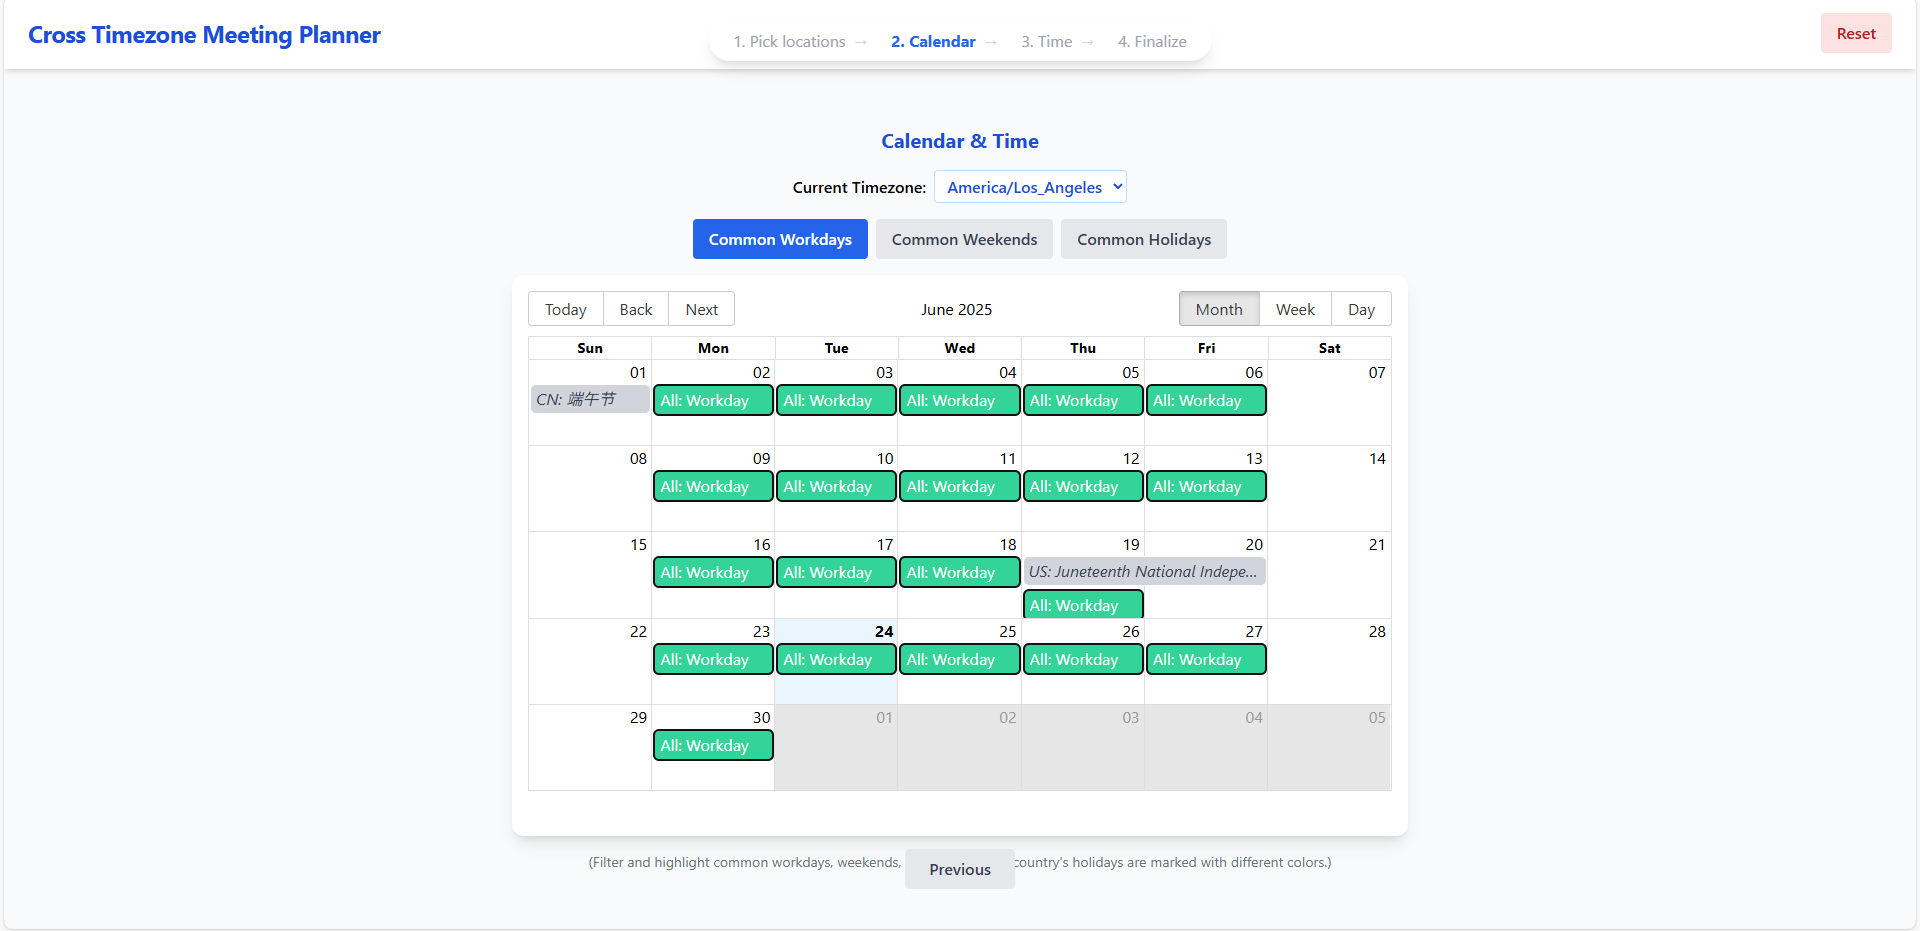 Cross Timezone Meeting Planner
1. Pick locations → 2. Calendar → 3. Time → 4. Finalize
Reset
Calendar & Time
Current Timezone: America/Los_Angeles
Common Workdays Common Weekends Common Holidays
Today Back Next June 2025 Month Week Day
Sun Mon Tue Wed Thu Fri Sat
01 02 03 04 05 06 07
CN: 端午节 All: Workday All: Workday All: Workday All: Workday All: Workday
08 09 10 11 12 13 14
All: Workday All: Workday All: Workday All: Workday All: Workday
15 16 17 18 19 20 21
All: Workday All: Workday All: Workday US: Juneteenth National Indepe...
All: Workday
22 23 24 25 26 27 28
All: Workday All: Workday All: Workday All: Workday All: Workday
29 30 01 02 03 04 05
All: Workday
(Filter and highlight common workdays, weekends, country's holidays are marked with different colors.)
Previous